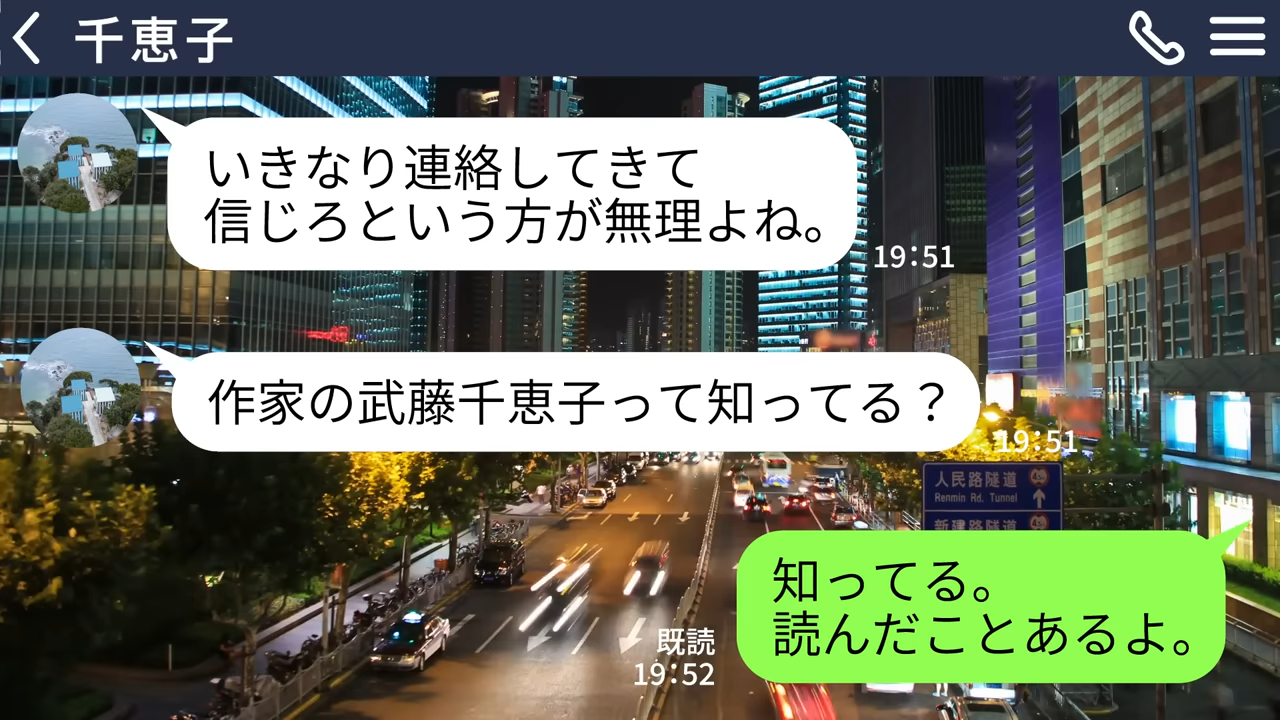 千恵子
いきなり連絡してきて
信じろという方が無理よね。
19:51
作家の武藤千恵子って知ってる？
19:51
人民路隧道
Renmin Rd. Tunnel
新建路隧道
知ってる。
読んだことあるよ。
既読
19:52